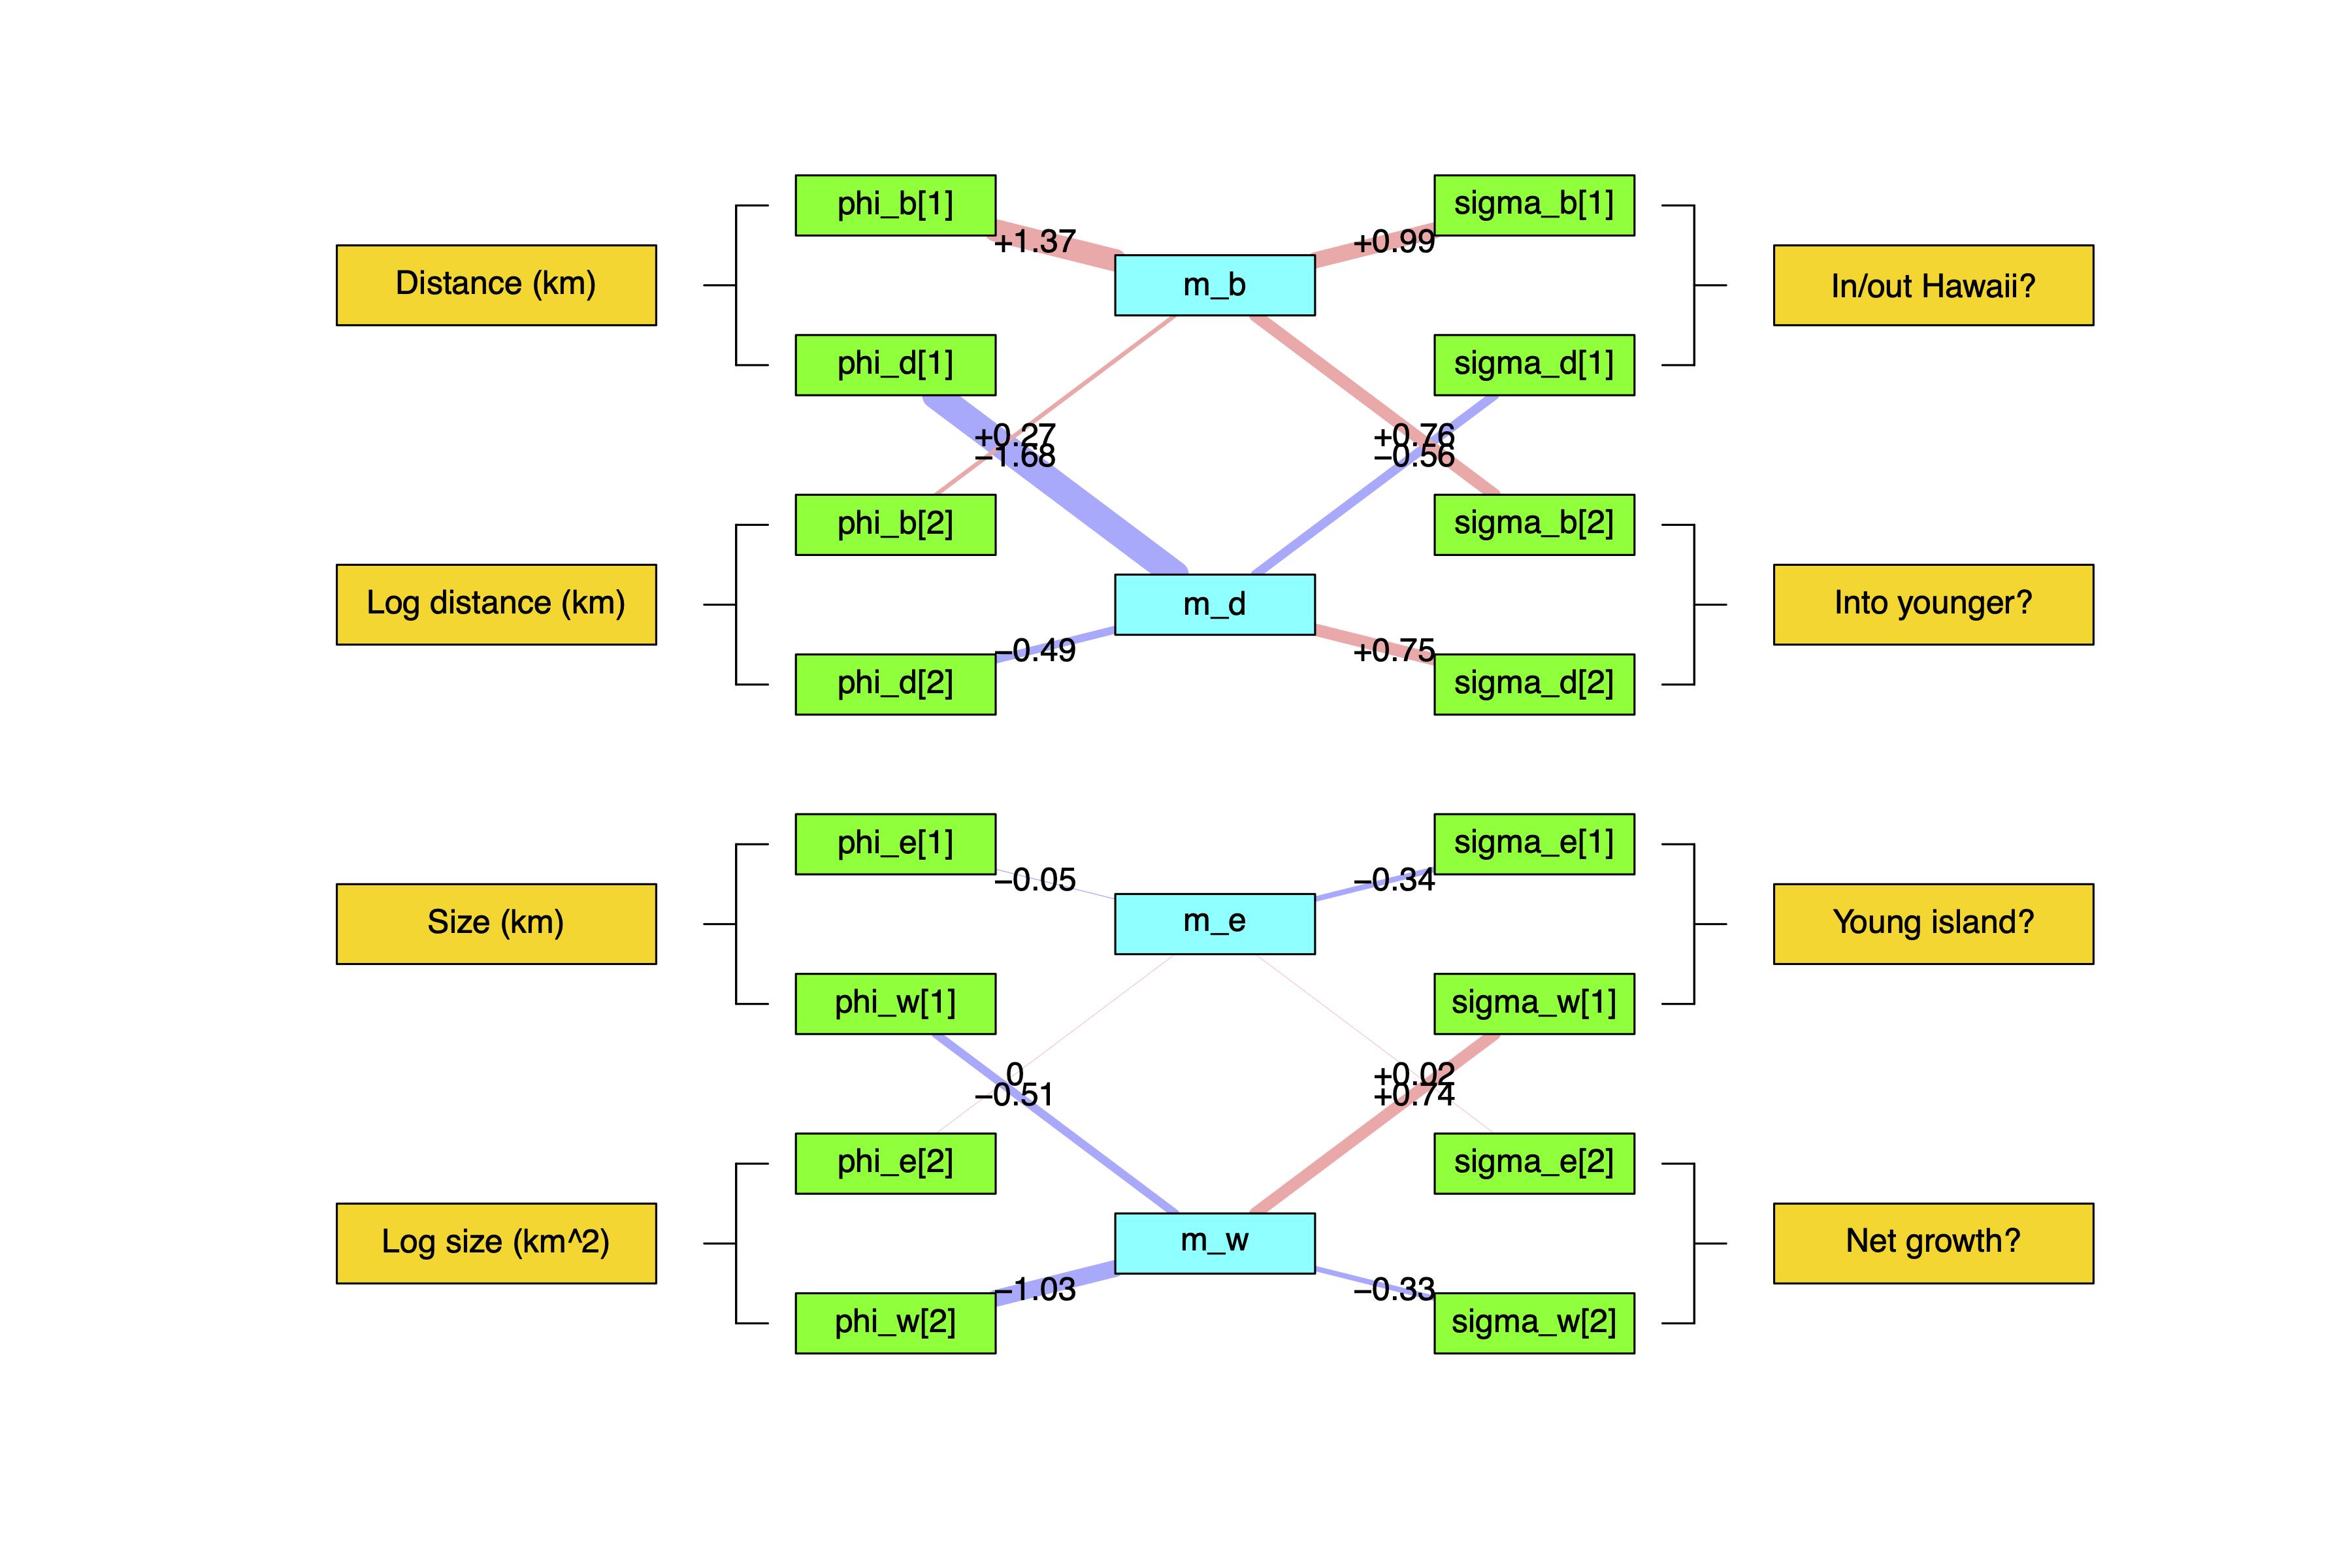 phi_b[1]
sigma_b[1]
+1.37
+0.99
Distance (km)
m_b
In/out Hawaii?
phi_d[1]
sigma_d[1]
+0.27
−1.68
+0.76
−0.56
phi_b[2]
sigma_b[2]
Log distance (km)
m_d
Into younger?
−0.49
+0.75
phi_d[2]
sigma_d[2]
phi_e[1]
sigma_e[1]
−0.05
−0.34
Size (km)
m_e
Young island?
phi_w[1]
sigma_w[1]
0
−0.51
+0.02
+0.74
phi_e[2]
sigma_e[2]
Log size (km^2)
m_w
Net growth?
−1.03
−0.33
phi_w[2]
sigma_w[2]